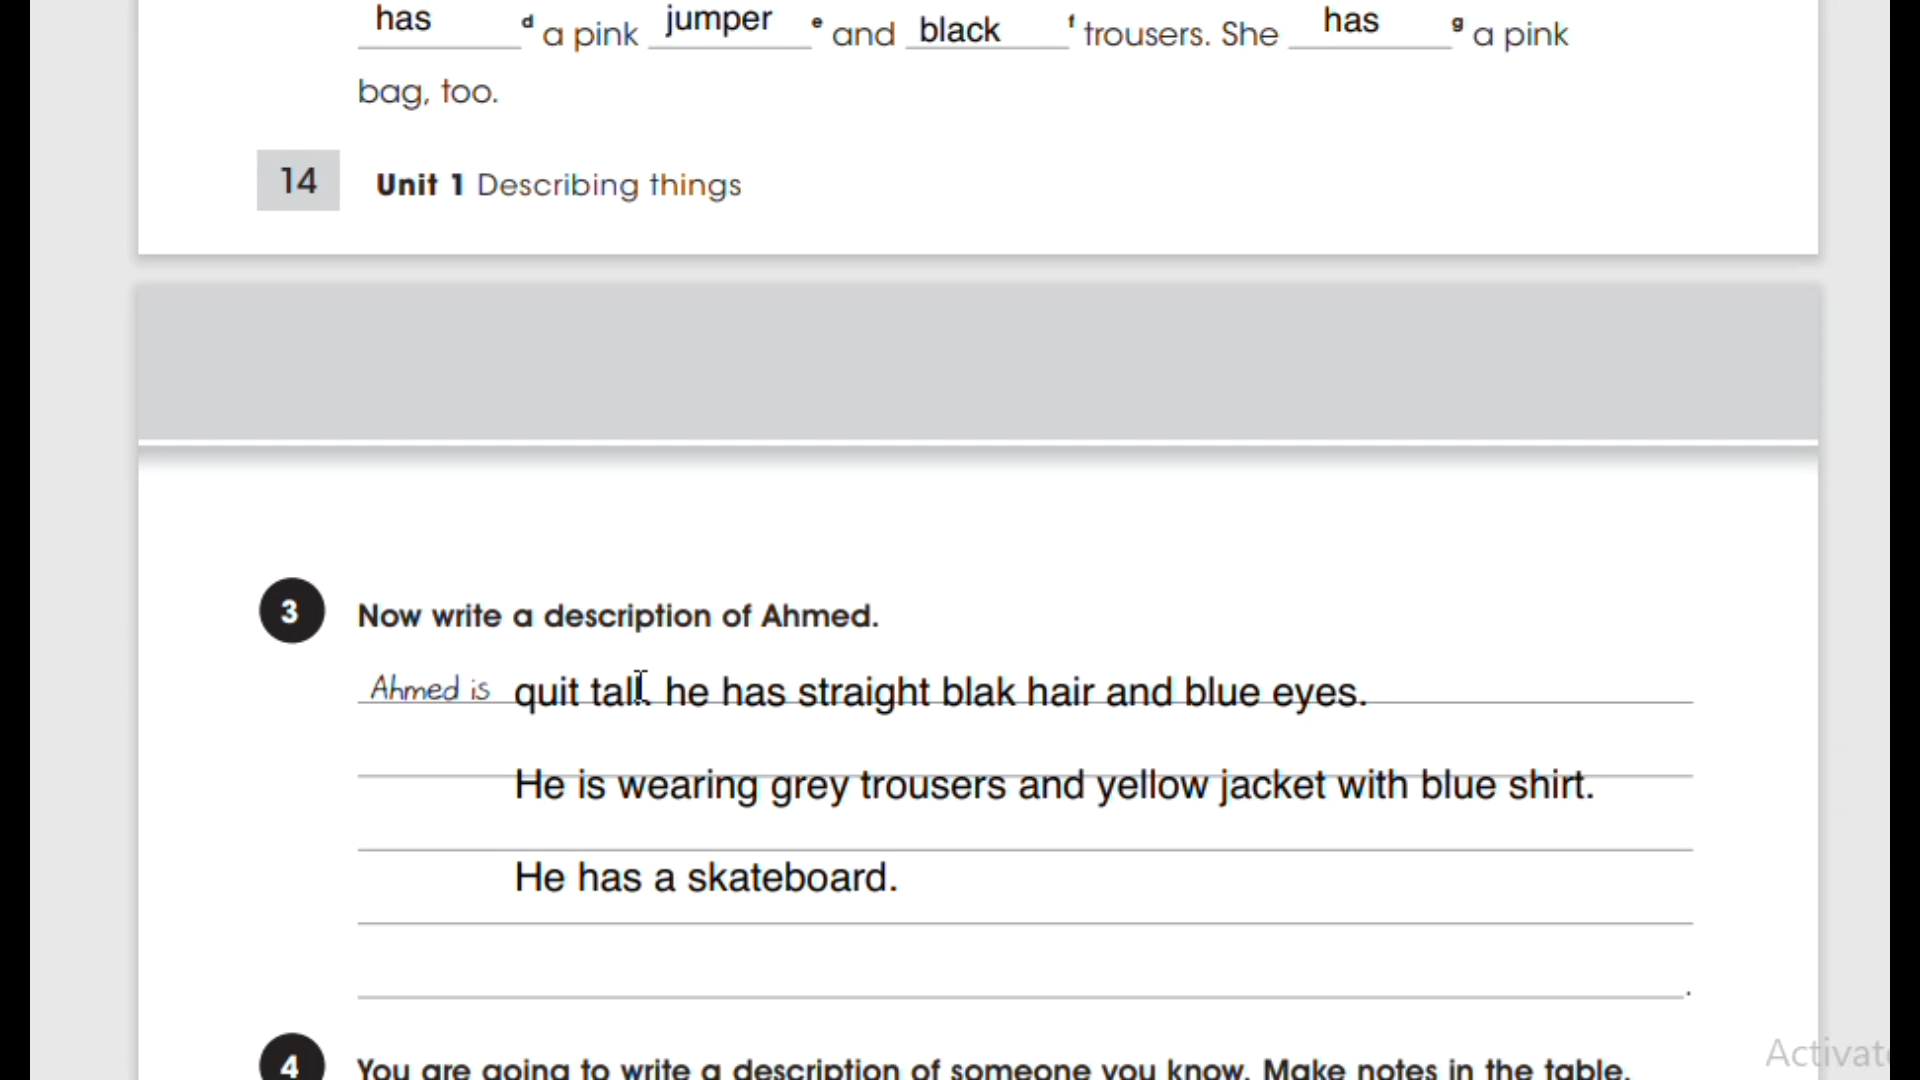 has d a pink jumper e and black f trousers. She has g a pink
bag, too.
14 Unit 1 Describing things
3 Now write a description of Ahmed.
Ahmed is quit tall. he has straight blak hair and blue eyes.
He is wearing grey trousers and yellow jacket with blue shirt.
He has a skateboard.
.
4 You are going to write a description of someone you know. Make notes in the table.